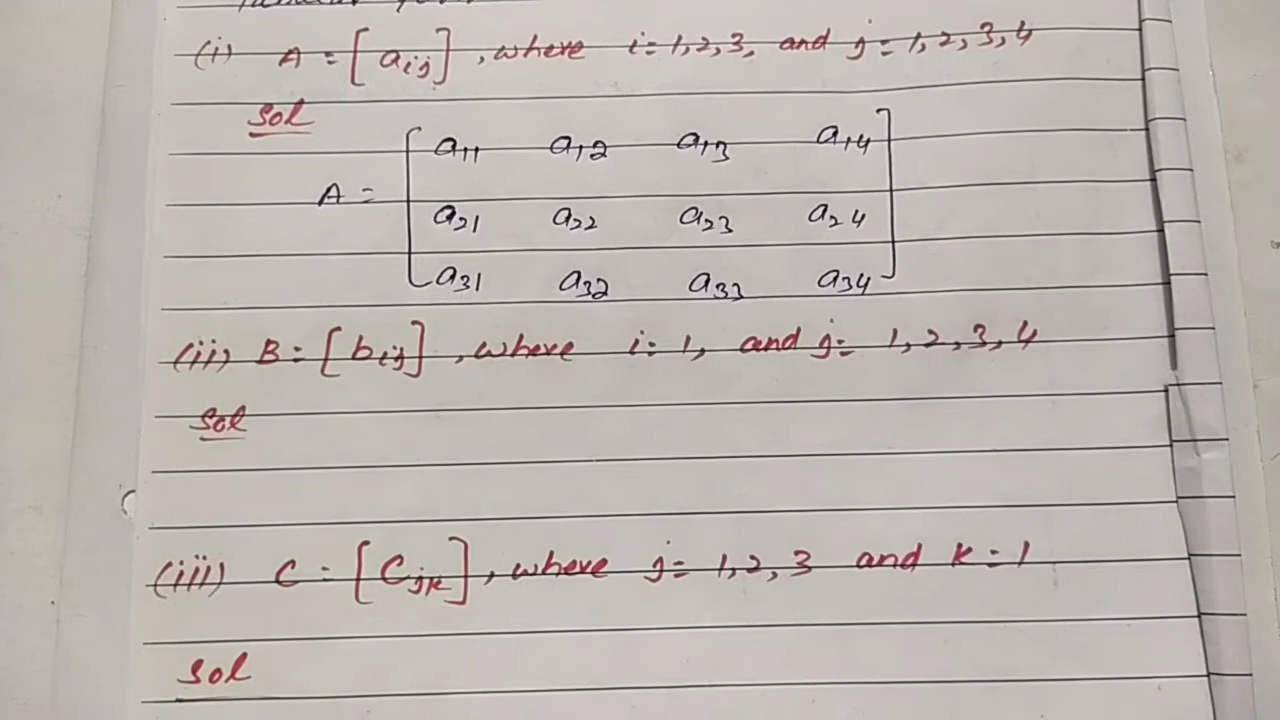 (i) A = [aij], where i=1,2,3, and j=1,2,3,4
Sol
A = [a11 a12 a13 a14
a21 a22 a23 a24
a31 a32 a33 a34]
(ii) B = [bij], where i=1, and j= 1,2,3,4
Sol
(iii) C = [Cjk], where j= 1,2,3 and K=1
Sol